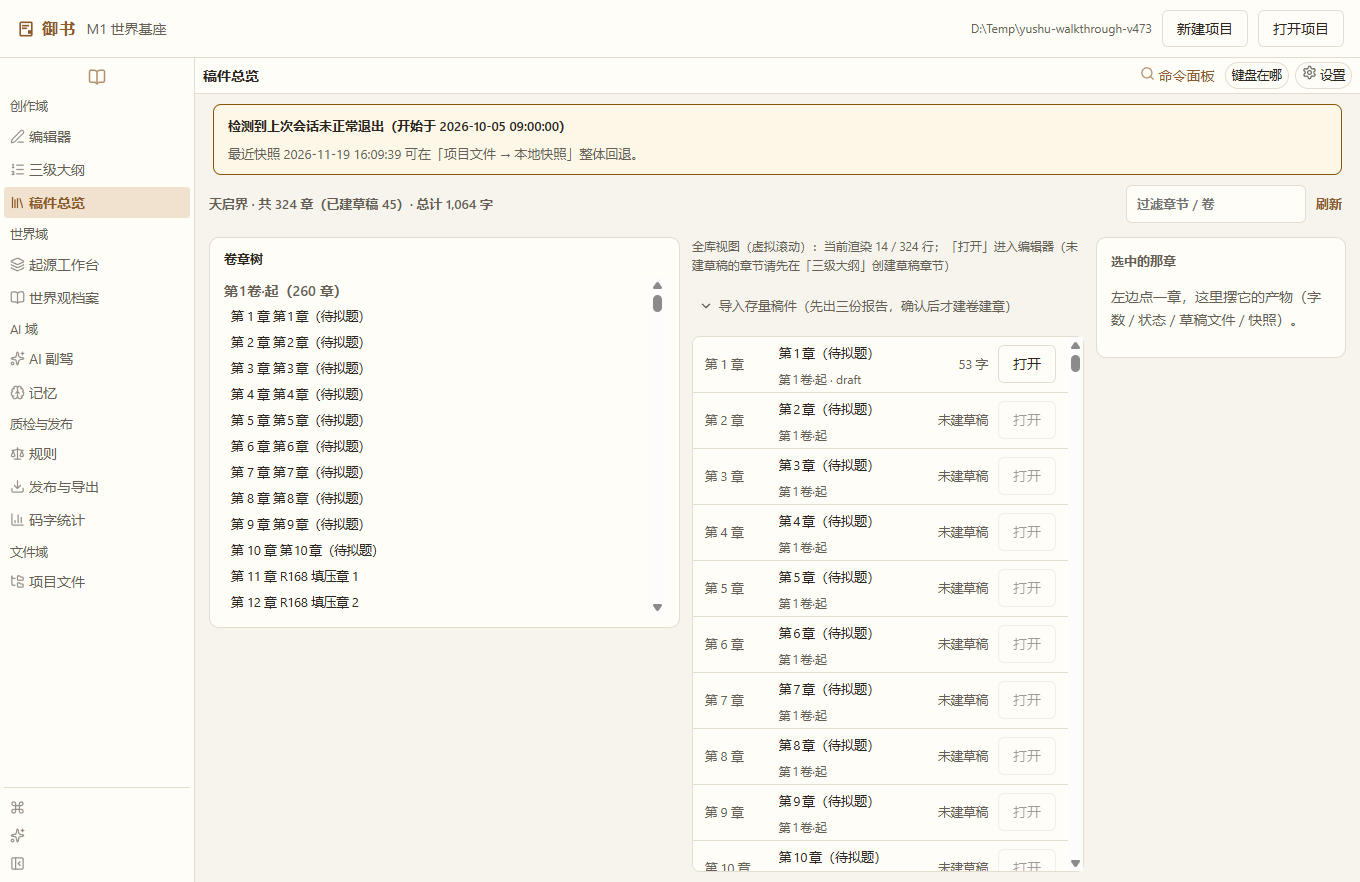 御书 M1 世界基座
D:\Temp\yushu-walkthrough-v473 新建项目 打开项目
创作域
编辑器
三级大纲
稿件总览
世界域
起源工作台
世界观档案
AI 域
AI 副驾
记忆
质检与发布
规则
发布与导出
码字统计
文件域
项目文件
稿件总览
命令面板 键盘在哪 设置
检测到上次会话未正常退出（开始于 2026-10-05 09:00:00）
最近快照 2026-11-19 16:09:39 可在「项目文件 → 本地快照」整体回退。
天启界 · 共 324 章（已建草稿 45）· 总计 1,064 字
过滤章节 / 卷 刷新
卷章树
第1卷·起（260 章）
第 1 章 第1章（待拟题）
第 2 章 第2章（待拟题）
第 3 章 第3章（待拟题）
第 4 章 第4章（待拟题）
第 5 章 第5章（待拟题）
第 6 章 第6章（待拟题）
第 7 章 第7章（待拟题）
第 8 章 第8章（待拟题）
第 9 章 第9章（待拟题）
第 10 章 第10章（待拟题）
第 11 章 R168 填压章 1
第 12 章 R168 填压章 2
全库视图（虚拟滚动）：当前渲染 14 / 324 行；「打开」进入编辑器（未
建草稿的章节请先在「三级大纲」创建草稿章节）
导入存量稿件（先出三份报告，确认后才建卷建章）
第 1 章 第1章（待拟题） 53 字 打开
第1卷·起 · draft
第 2 章 第2章（待拟题） 未建草稿 打开
第1卷·起
第 3 章 第3章（待拟题） 未建草稿 打开
第1卷·起
第 4 章 第4章（待拟题） 未建草稿 打开
第1卷·起
第 5 章 第5章（待拟题） 未建草稿 打开
第1卷·起
第 6 章 第6章（待拟题） 未建草稿 打开
第1卷·起
第 7 章 第7章（待拟题） 未建草稿 打开
第1卷·起
第 8 章 第8章（待拟题） 未建草稿 打开
第1卷·起
第 9 章 第9章（待拟题） 未建草稿 打开
第1卷·起
第 10 章 第10章（待拟题） 未建草稿 打开
选中的那章
左边点一章，这里摆它的产物（字
数 / 状态 / 草稿文件 / 快照）。